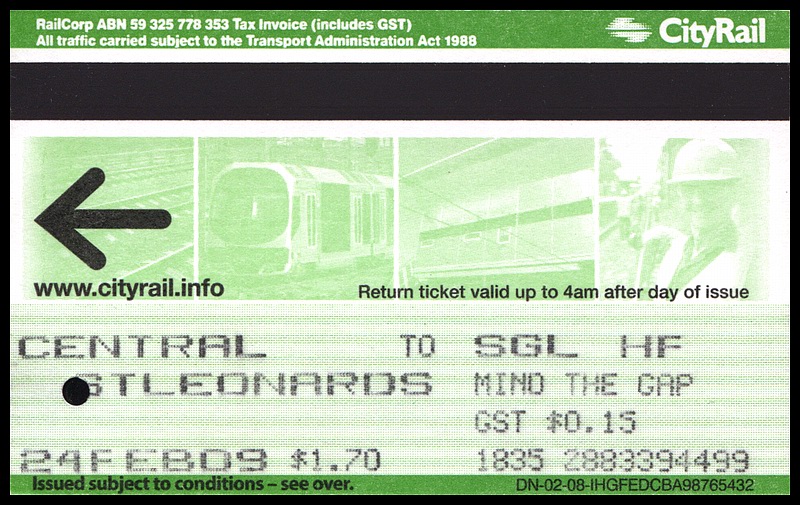 RailCorp ABN 59 325 778 353 Tax Invoice (includes GST)
All traffic carried subject to the Transport Administration Act 1988
CityRail
www.cityrail.info
Return ticket valid up to 4am after day of issue
CENTRAL TO SGL HF
STLEONARDS MIND THE GAP
GST $0.15
24FEB09 $1.70 1835 2883394499
Issued subject to conditions – see over.
DN-02-08-IHGFEDCBA98765432